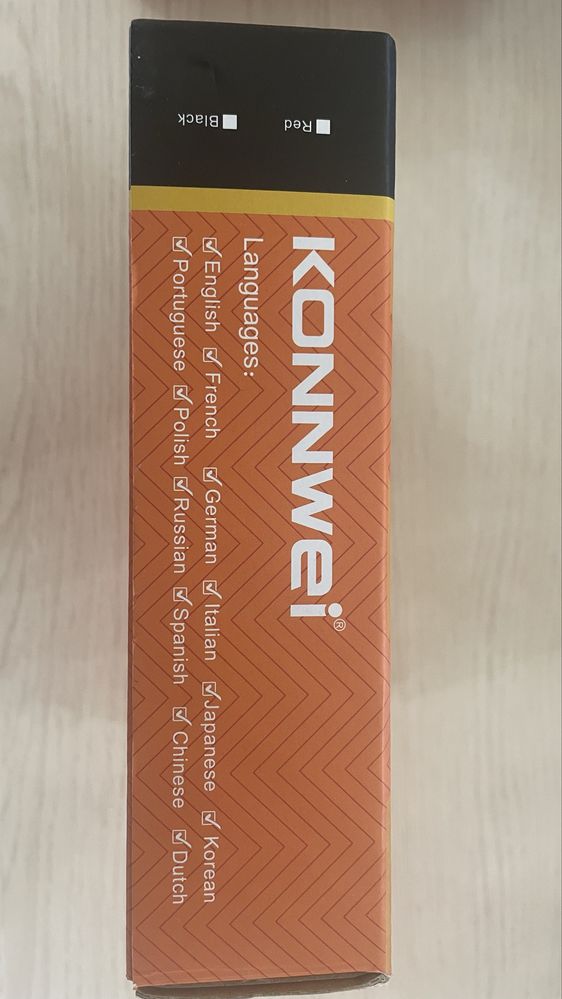 KONNWEI®
Languages:
☑English ☑French ☑German ☑Italian ☑Japanese ☑Korean
☑Portuguese ☑Polish ☑Russian ☑Spanish ☑Chinese ☑Dutch
Red
Black